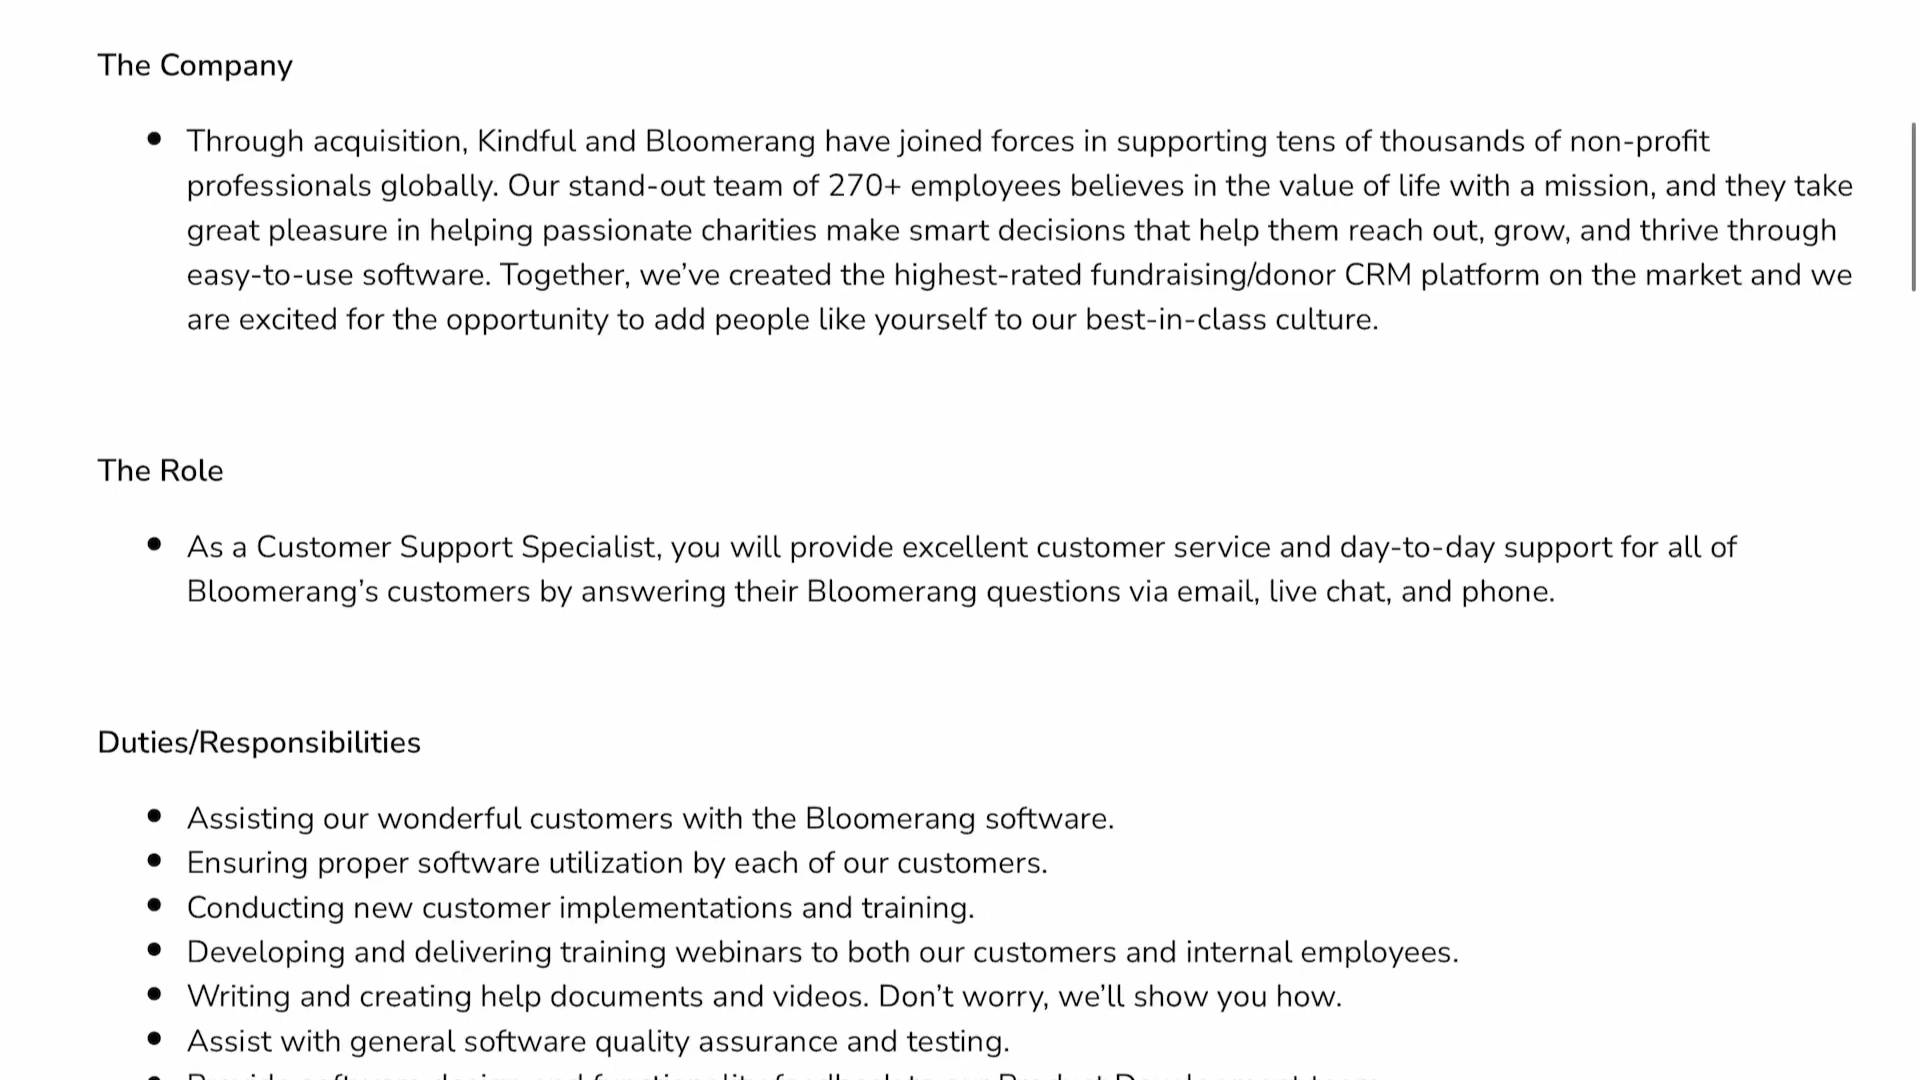 The Company
Through acquisition, Kindful and Bloomerang have joined forces in supporting tens of thousands of non-profit
professionals globally. Our stand-out team of 270+ employees believes in the value of life with a mission, and they take
great pleasure in helping passionate charities make smart decisions that help them reach out, grow, and thrive through
easy-to-use software. Together, we’ve created the highest-rated fundraising/donor CRM platform on the market and we
are excited for the opportunity to add people like yourself to our best-in-class culture.
The Role
As a Customer Support Specialist, you will provide excellent customer service and day-to-day support for all of
Bloomerang’s customers by answering their Bloomerang questions via email, live chat, and phone.
Duties/Responsibilities
Assisting our wonderful customers with the Bloomerang software.
Ensuring proper software utilization by each of our customers.
Conducting new customer implementations and training.
Developing and delivering training webinars to both our customers and internal employees.
Writing and creating help documents and videos. Don’t worry, we’ll show you how.
Assist with general software quality assurance and testing.